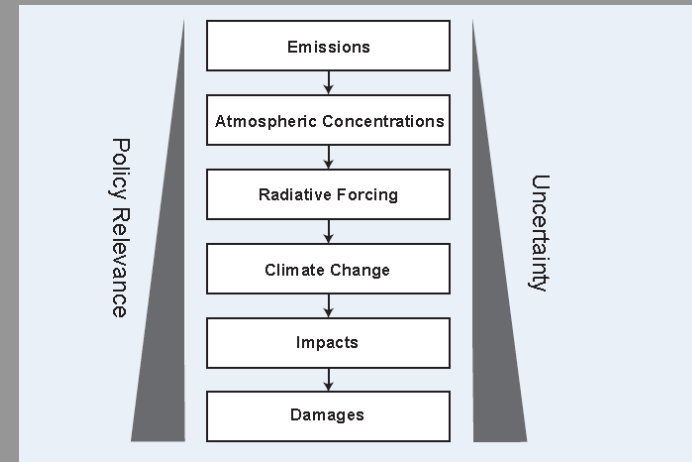 Emissions
Atmospheric Concentrations
Radiative Forcing
Climate Change
Impacts
Damages
Policy Relevance
Uncertainty